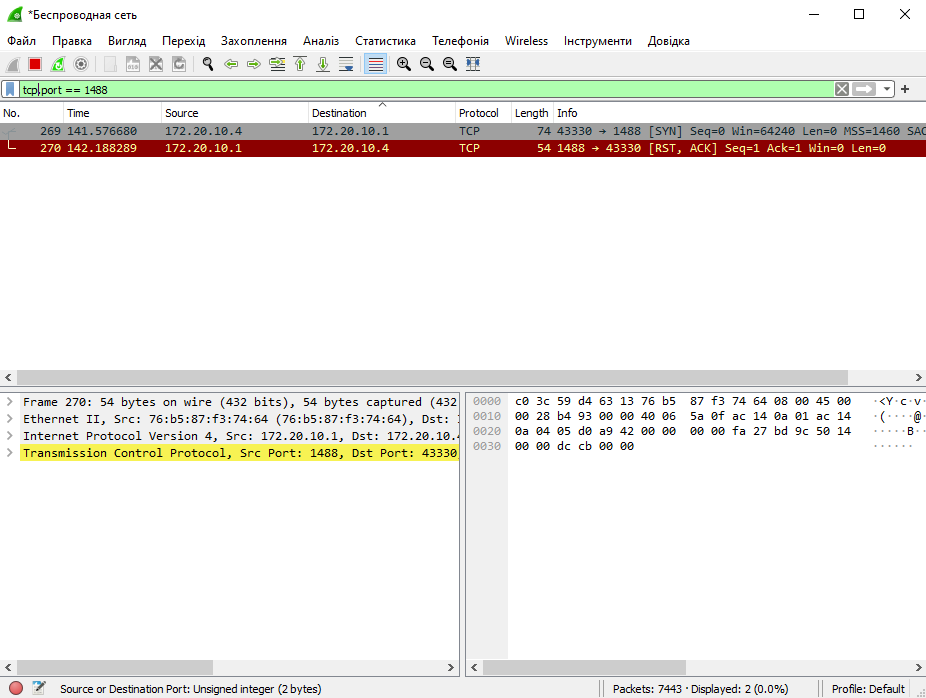 *Беспроводная сеть
Файл Правка Вигляд Перехід Захоплення Аналіз Статистика Телефонія Wireless Інструменти Довідка
tcp.port == 1488
No. Time Source Destination Protocol Length Info
269 141.576680 172.20.10.4 172.20.10.1 TCP 74 43330 → 1488 [SYN] Seq=0 Win=64240 Len=0 MSS=1460 SAC
270 142.188289 172.20.10.1 172.20.10.4 TCP 54 1488 → 43330 [RST, ACK] Seq=1 Ack=1 Win=0 Len=0
Frame 270: 54 bytes on wire (432 bits), 54 bytes captured (432
Ethernet II, Src: 76:b5:87:f3:74:64 (76:b5:87:f3:74:64), Dst:
Internet Protocol Version 4, Src: 172.20.10.1, Dst: 172.20.10.4
Transmission Control Protocol, Src Port: 1488, Dst Port: 43330
0000 c0 3c 59 d4 63 13 76 b5 87 f3 74 64 08 00 45 00 ·<Y·c·v·
0010 00 28 b4 93 00 00 40 06 5a 0f ac 14 0a 01 ac 14 ·(····@·
0020 0a 04 05 d0 a9 42 00 00 00 00 fa 27 bd 9c 50 14 ·····B··
0030 00 00 dc cb 00 00 ······
Source or Destination Port: Unsigned integer (2 bytes)
Packets: 7443 · Displayed: 2 (0.0%)
Profile: Default